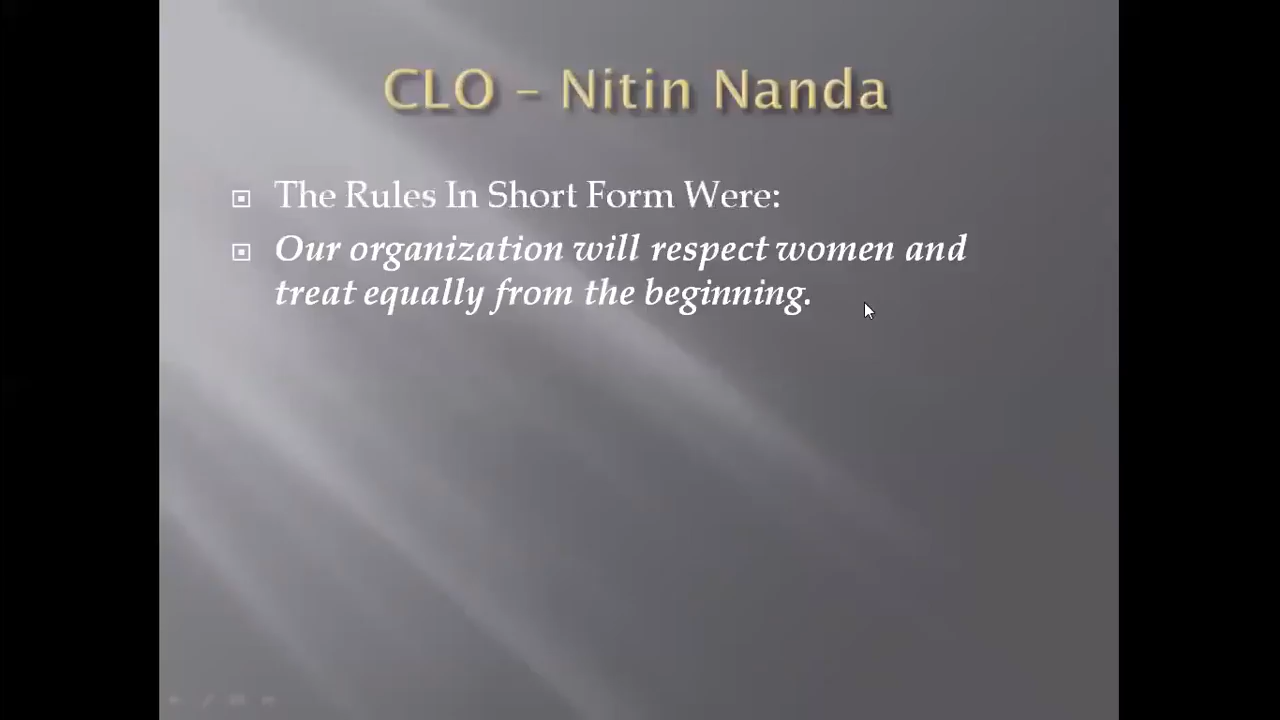 CLO – Nitin Nanda
The Rules In Short Form Were:
Our organization will respect women and
treat equally from the beginning.